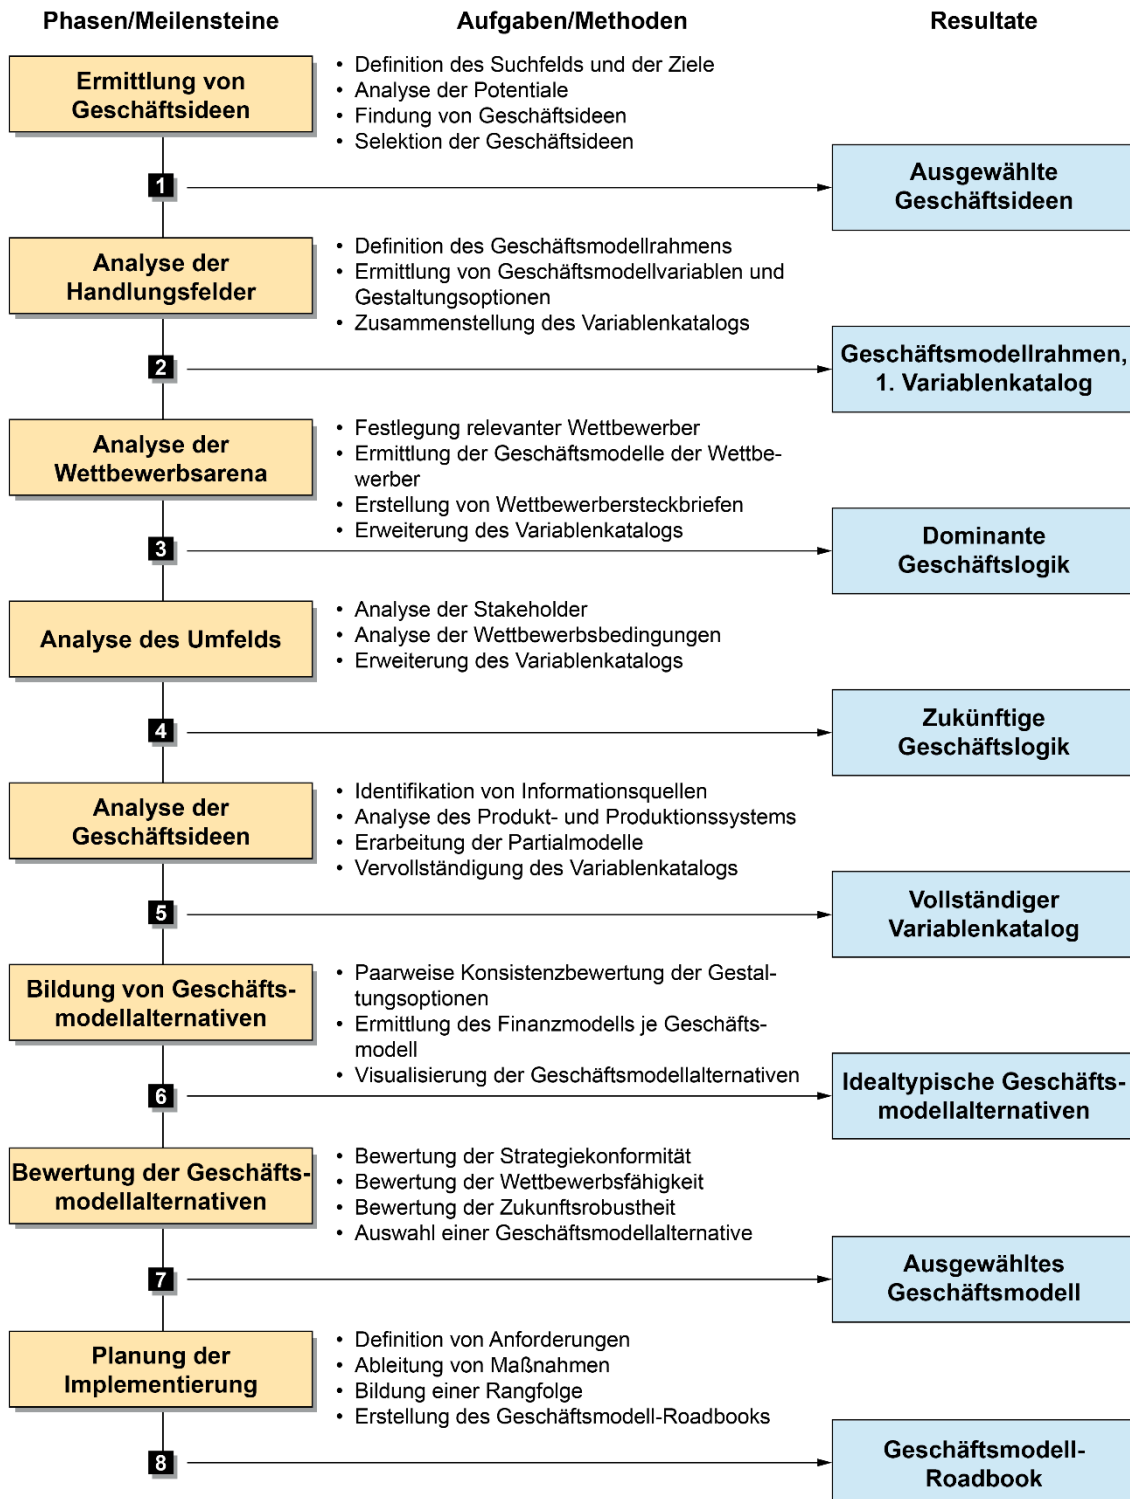 Phasen/Meilensteine
Aufgaben/Methoden
Resultate
Ermittlung von
Geschäftsideen
• Definition des Suchfelds und der Ziele
• Analyse der Potentiale
• Findung von Geschäftsideen
• Selektion der Geschäftsideen
1
Ausgewählte
Geschäftsideen
Analyse der
Handlungsfelder
• Definition des Geschäftsmodellrahmens
• Ermittlung von Geschäftsmodellvariablen und
Gestaltungsoptionen
• Zusammenstellung des Variablenkatalogs
2
Geschäftsmodellrahmen,
1. Variablenkatalog
Analyse der
Wettbewerbsarena
• Festlegung relevanter Wettbewerber
• Ermittlung der Geschäftsmodelle der Wettbe-
werber
• Erstellung von Wettbewerbersteckbriefen
• Erweiterung des Variablenkatalogs
3
Dominante
Geschäftslogik
Analyse des Umfelds
• Analyse der Stakeholder
• Analyse der Wettbewerbsbedingungen
• Erweiterung des Variablenkatalogs
4
Zukünftige
Geschäftslogik
Analyse der
Geschäftsideen
• Identifikation von Informationsquellen
• Analyse des Produkt- und Produktionssystems
• Erarbeitung der Partialmodelle
• Vervollständigung des Variablenkatalogs
5
Vollständiger
Variablenkatalog
Bildung von Geschäfts-
modellalternativen
• Paarweise Konsistenzbewertung der Gestal-
tungsoptionen
• Ermittlung des Finanzmodells je Geschäfts-
modell
• Visualisierung der Geschäftsmodellalternativen
6
Idealtypische Geschäfts-
modellalternativen
Bewertung der Geschäfts-
modellalternativen
• Bewertung der Strategiekonformität
• Bewertung der Wettbewerbsfähigkeit
• Bewertung der Zukunftsrobustheit
• Auswahl einer Geschäftsmodellalternative
7
Ausgewähltes
Geschäftsmodell
Planung der
Implementierung
• Definition von Anforderungen
• Ableitung von Maßnahmen
• Bildung einer Rangfolge
• Erstellung des Geschäftsmodell-Roadbooks
8
Geschäftsmodell-
Roadbook